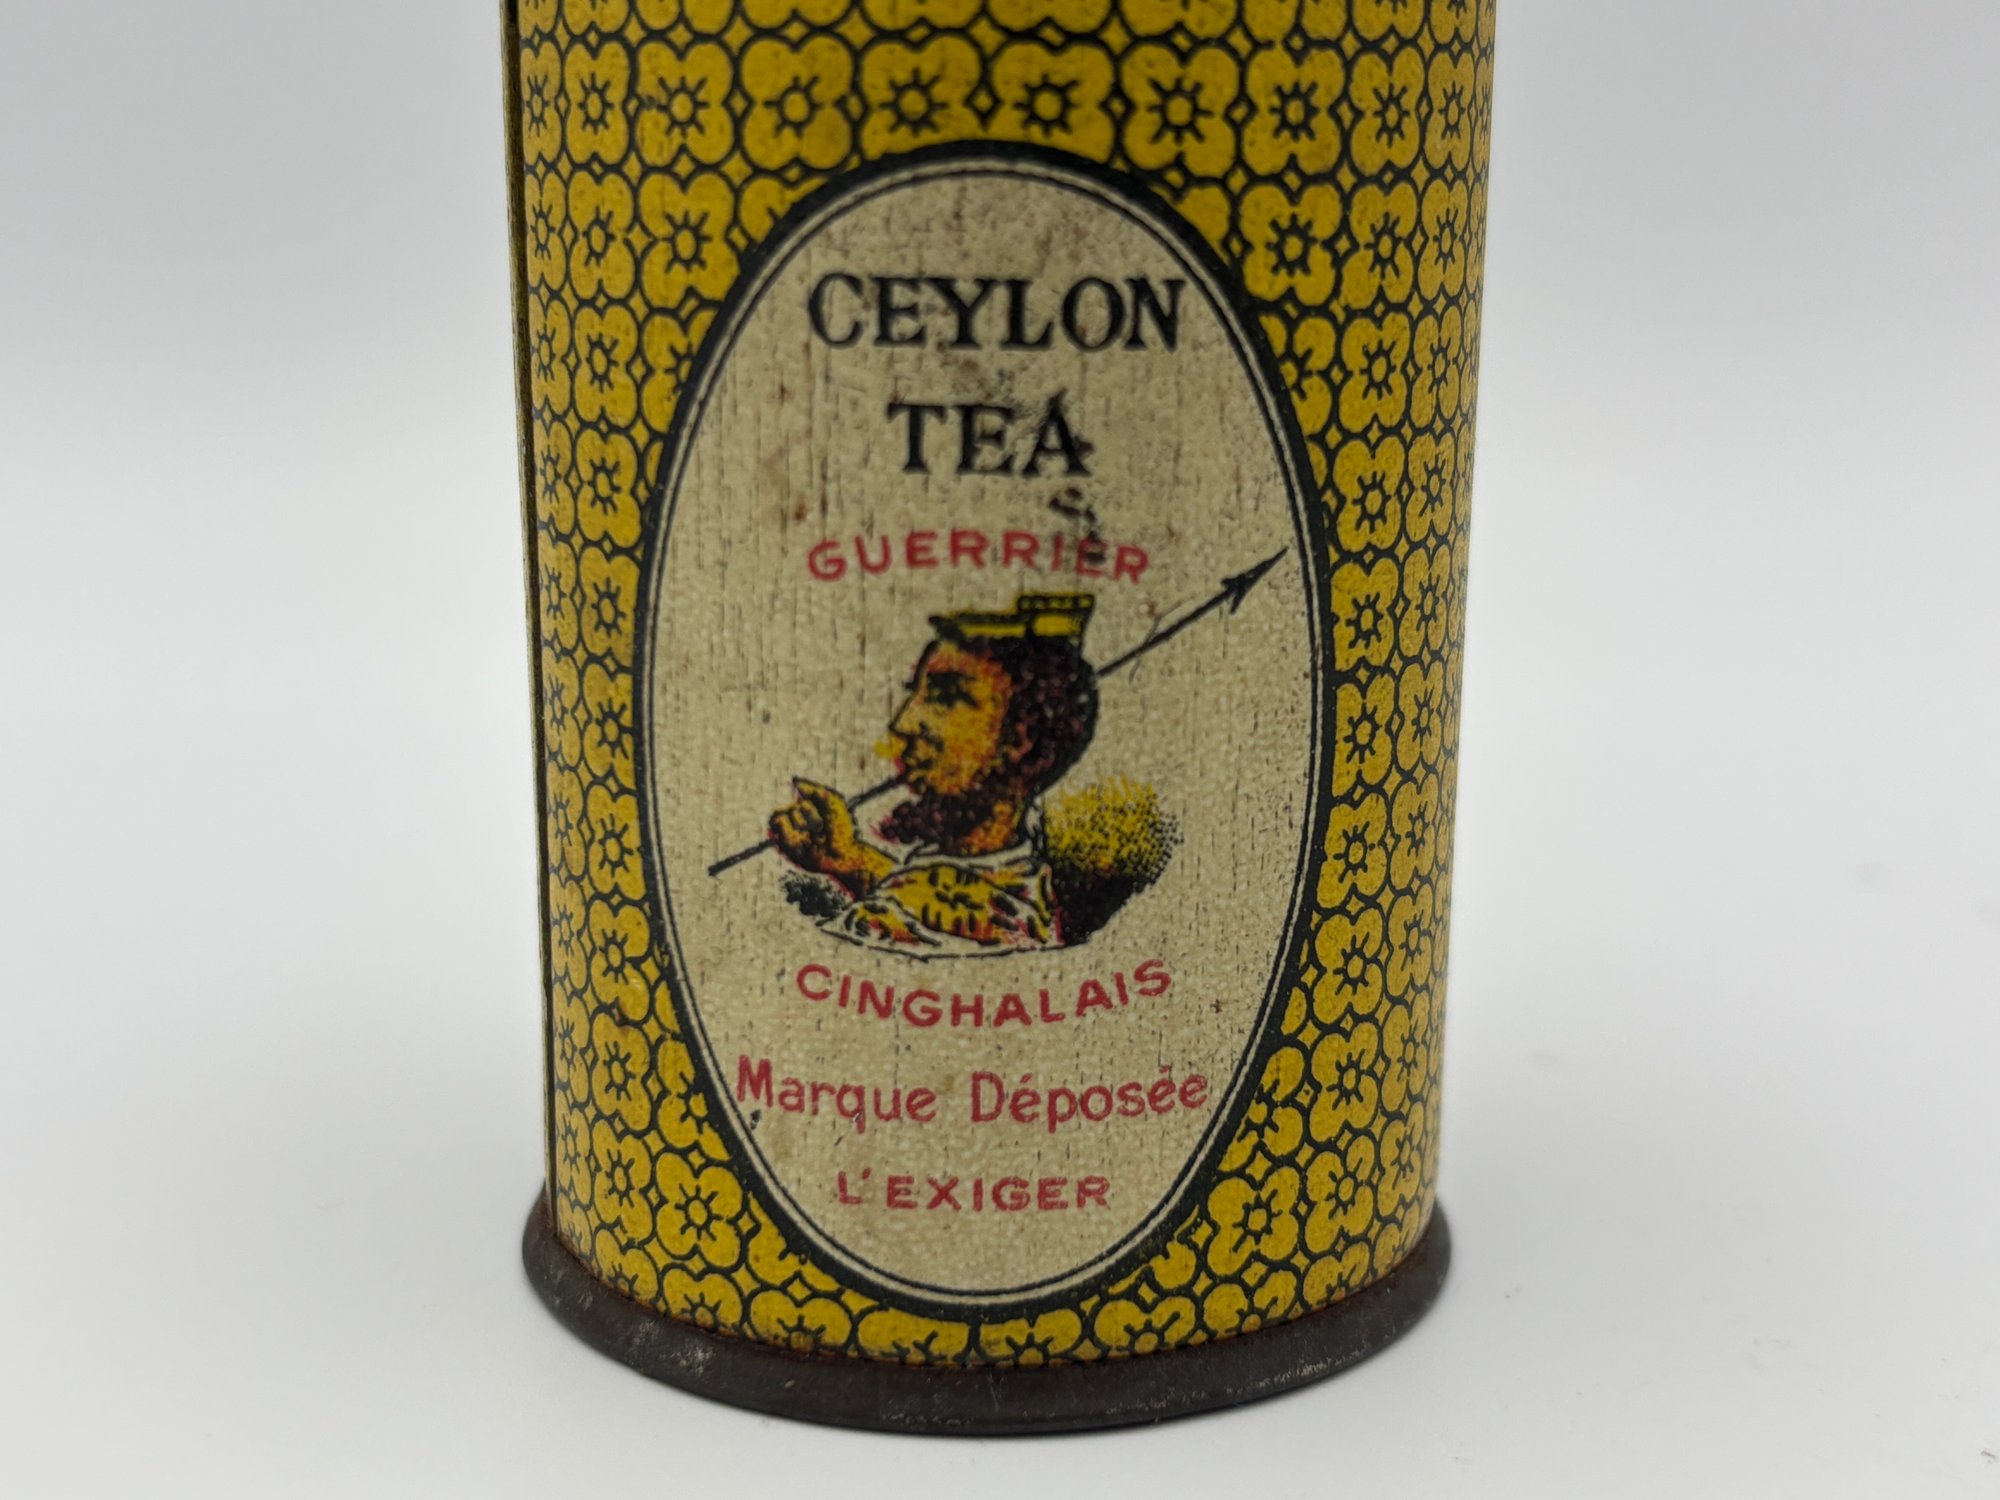 CEYLON
TEA
GUERRIER
CINGHALAIS
Marque Déposée
L'EXIGER